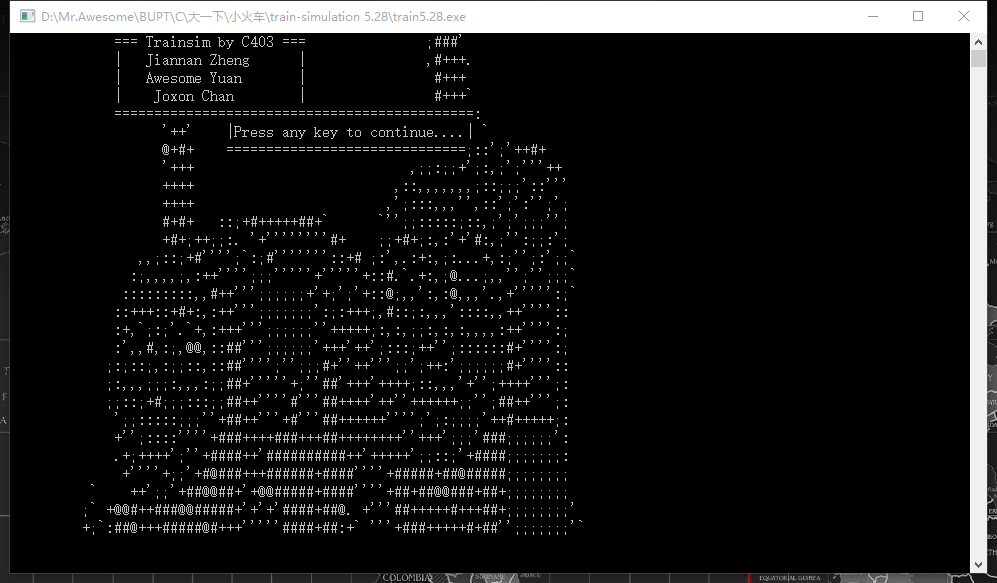 D:\Mr.Awesome\BUPT\C\大一下\小火车\train-simulation 5.28\train5.28.exe
=== Trainsim by C403 ===
| Jiannan Zheng |
| Awesome Yuan |
| Joxon Chan |
|Press any key to continue....|
COLOMBIA
EQUATORIAL GUINEA